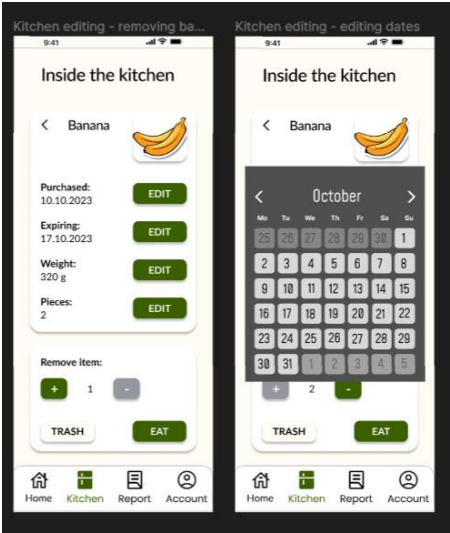 Kitchen editing - removing ba...
9:41
Inside the kitchen
< Banana
Purchased:
10.10.2023
EDIT
Expiring:
17.10.2023
EDIT
Weight:
320 g
EDIT
Pieces:
2
EDIT
Remove item:
+ 1 -
TRASH EAT
Home Kitchen Report Account
Kitchen editing - editing dates
9:41
Inside the kitchen
< Banana
< October >
Mo Tu We Th Fr Sa Su
25 26 27 28 29 30 1
2 3 4 5 6 7 8
9 10 11 12 13 14 15
16 17 18 19 20 21 22
23 24 25 26 27 28 29
30 31 1 2 3 4 5
+ 2 -
TRASH EAT
Home Kitchen Report Account